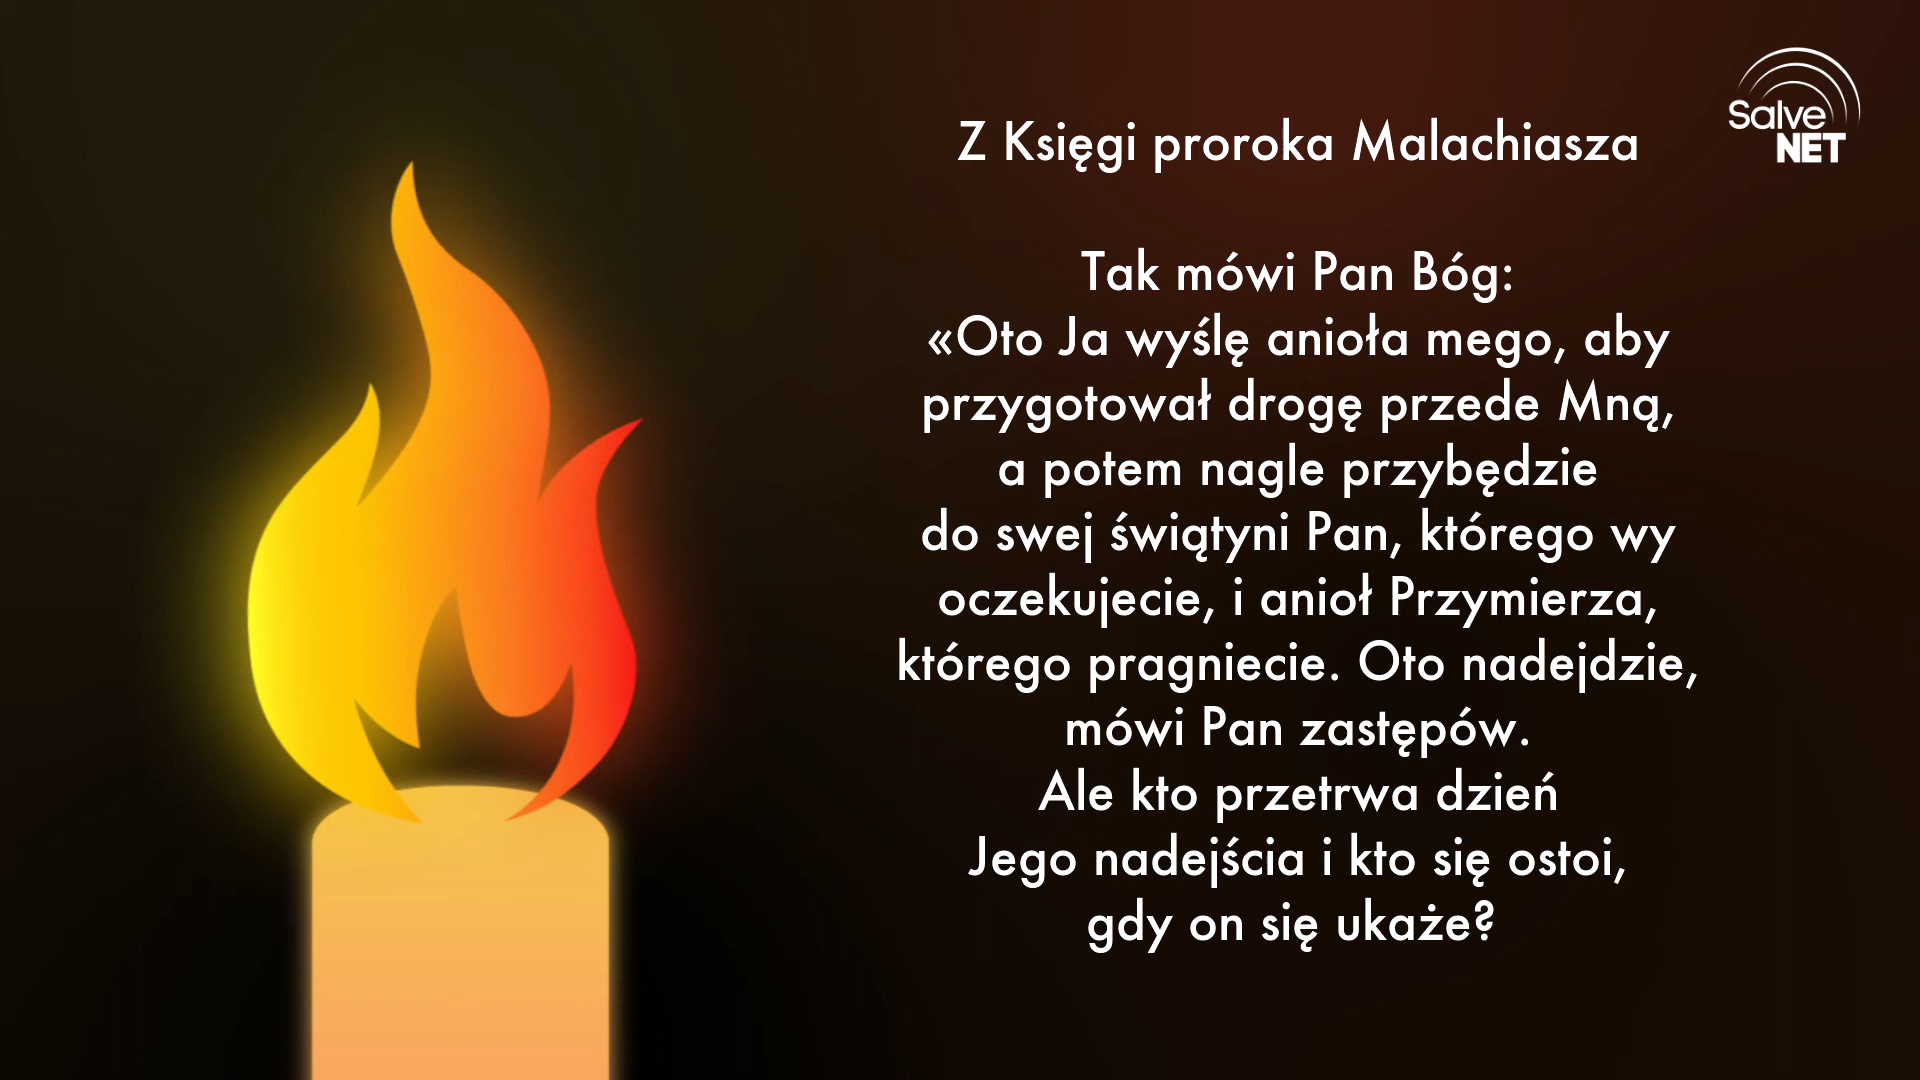 Salve
NET
Z Księgi proroka Malachiasza
Tak mówi Pan Bóg:
«Oto Ja wyślę anioła mego, aby
przygotował drogę przede Mną,
a potem nagle przybędzie
do swej świątyni Pan, którego wy
oczekujecie, i anioł Przymierza,
którego pragniecie. Oto nadejdzie,
mówi Pan zastępów.
Ale kto przetrwa dzień
Jego nadejścia i kto się ostoi,
gdy on się ukaże?